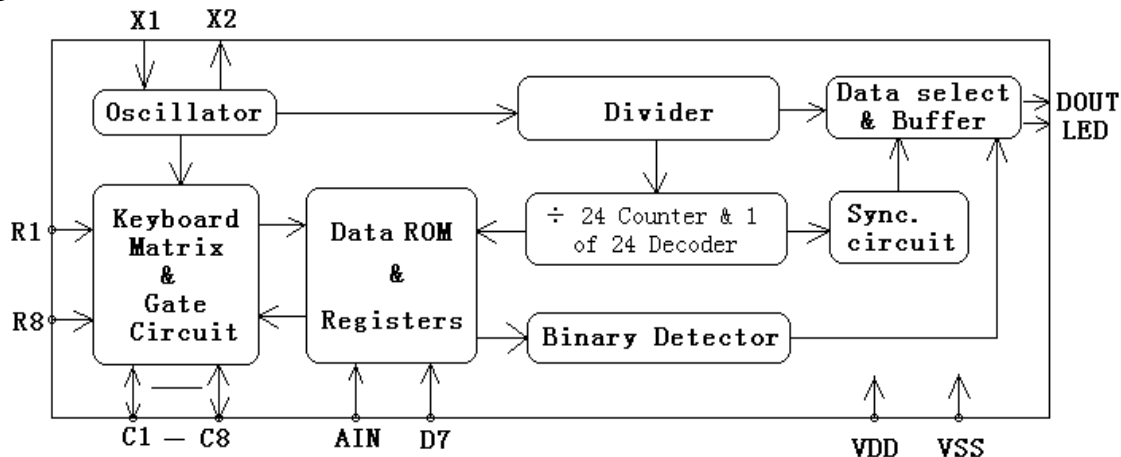 X1
X2
Oscillator
Divider
Data select
& Buffer
DOUT
LED
R1
R8
Keyboard
Matrix
&
Gate
Circuit
Data ROM
&
Registers
÷ 24 Counter & 1
of 24 Decoder
Sync.
circuit
Binary Detector
C1 — C8
AIN
D7
VDD
VSS